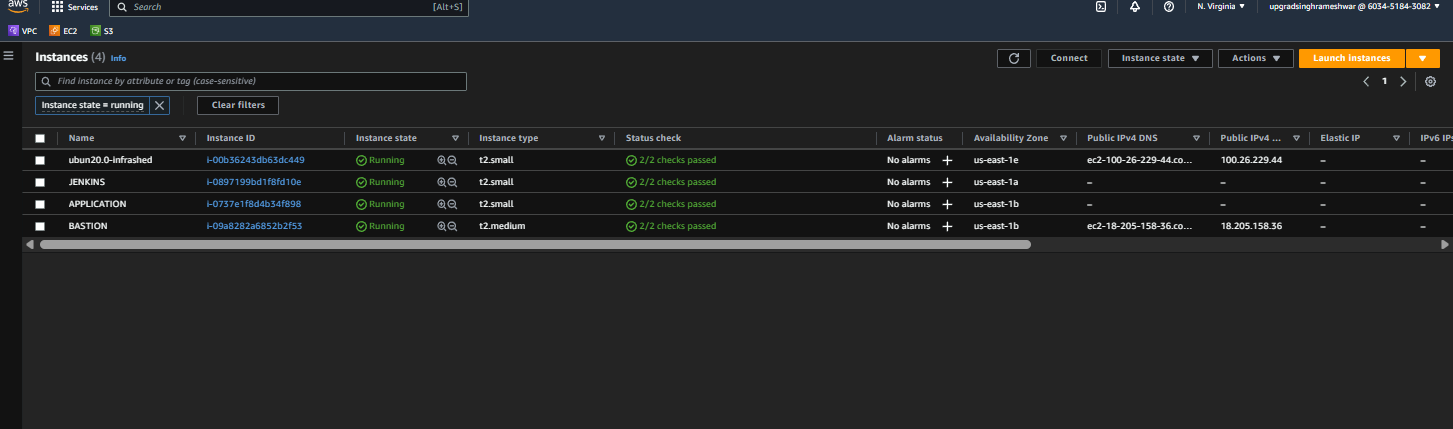 aws
Services
Search
[Alt+S]
N. Virginia
upgradsinghrameshwar @ 6034-5184-3082
VPC EC2 S3
Instances (4) Info
Connect
Instance state
Actions
Launch instances
Find instance by attribute or tag (case-sensitive)
1
Instance state = running
Clear filters
Name Instance ID Instance state Instance type Status check Alarm status Availability Zone Public IPv4 DNS Public IPv4 ... Elastic IP IPv6 IPs
ubun20.0-infrashed i-00b36243db63dc449 Running t2.small 2/2 checks passed No alarms + us-east-1e ec2-100-26-229-44.co... 100.26.229.44 – –
JENKINS i-0897199bd1f8fd10e Running t2.small 2/2 checks passed No alarms + us-east-1a – – – –
APPLICATION i-0737e1f8d4b34f898 Running t2.small 2/2 checks passed No alarms + us-east-1b – – – –
BASTION i-09a8282a6852b2f53 Running t2.medium 2/2 checks passed No alarms + us-east-1b ec2-18-205-158-36.co... 18.205.158.36 – –